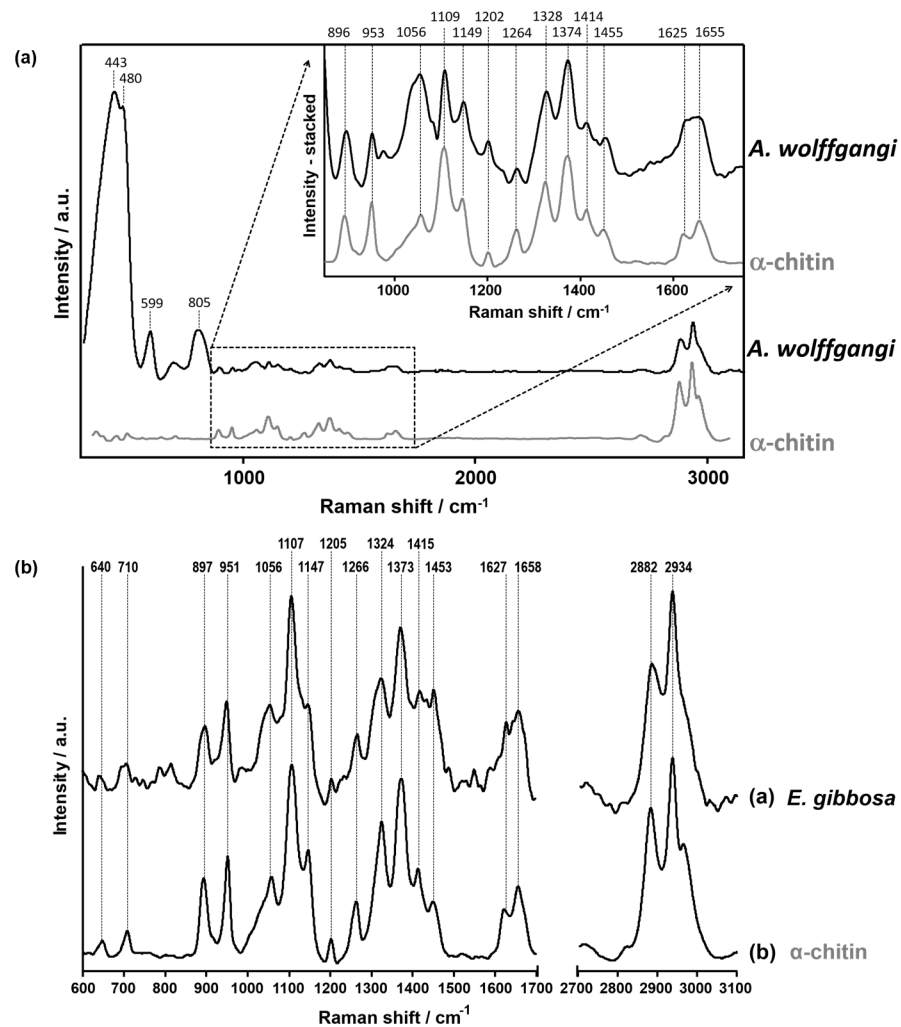 (a)
443
480
599
805
896 953 1056 1109 1149 1202 1264 1328 1374 1414 1455 1625 1655
Intensity - stacked
1000 1200 1400 1600
Raman shift / cm-1
A. wolffgangi
α-chitin
A. wolffgangi
α-chitin
Intensity / a.u.
1000 2000 3000
Raman shift / cm-1
(b)
1107 1205 1324 1415
640 710 897 951 1056 1147 1266 1373 1453 1627 1658 2882 2934
Intensity / a.u.
(a) E. gibbosa
(b) α-chitin
600 700 800 900 1000 1100 1200 1300 1400 1500 1600 1700 2700 2800 2900 3000 3100
Raman shift / cm-1